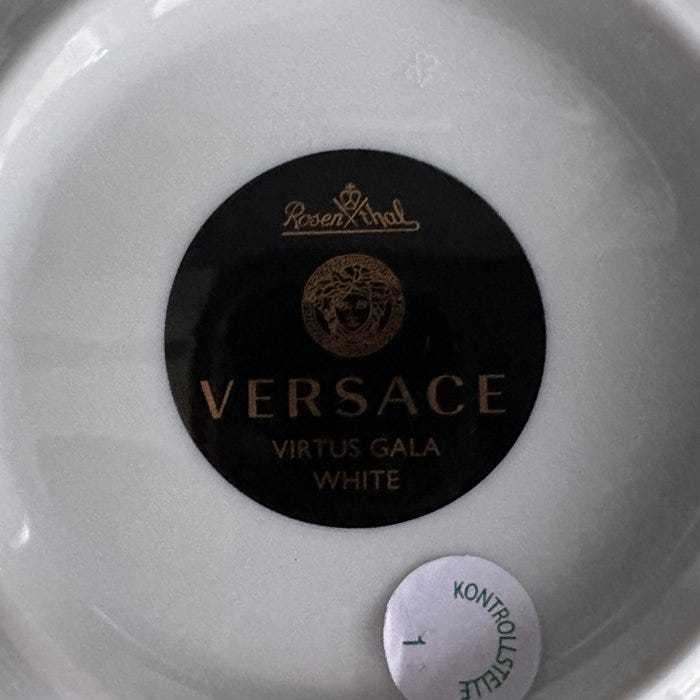 Rosenthal
VERSACE
VIRTUS GALA
WHITE
KONTROLLSTELLE
1